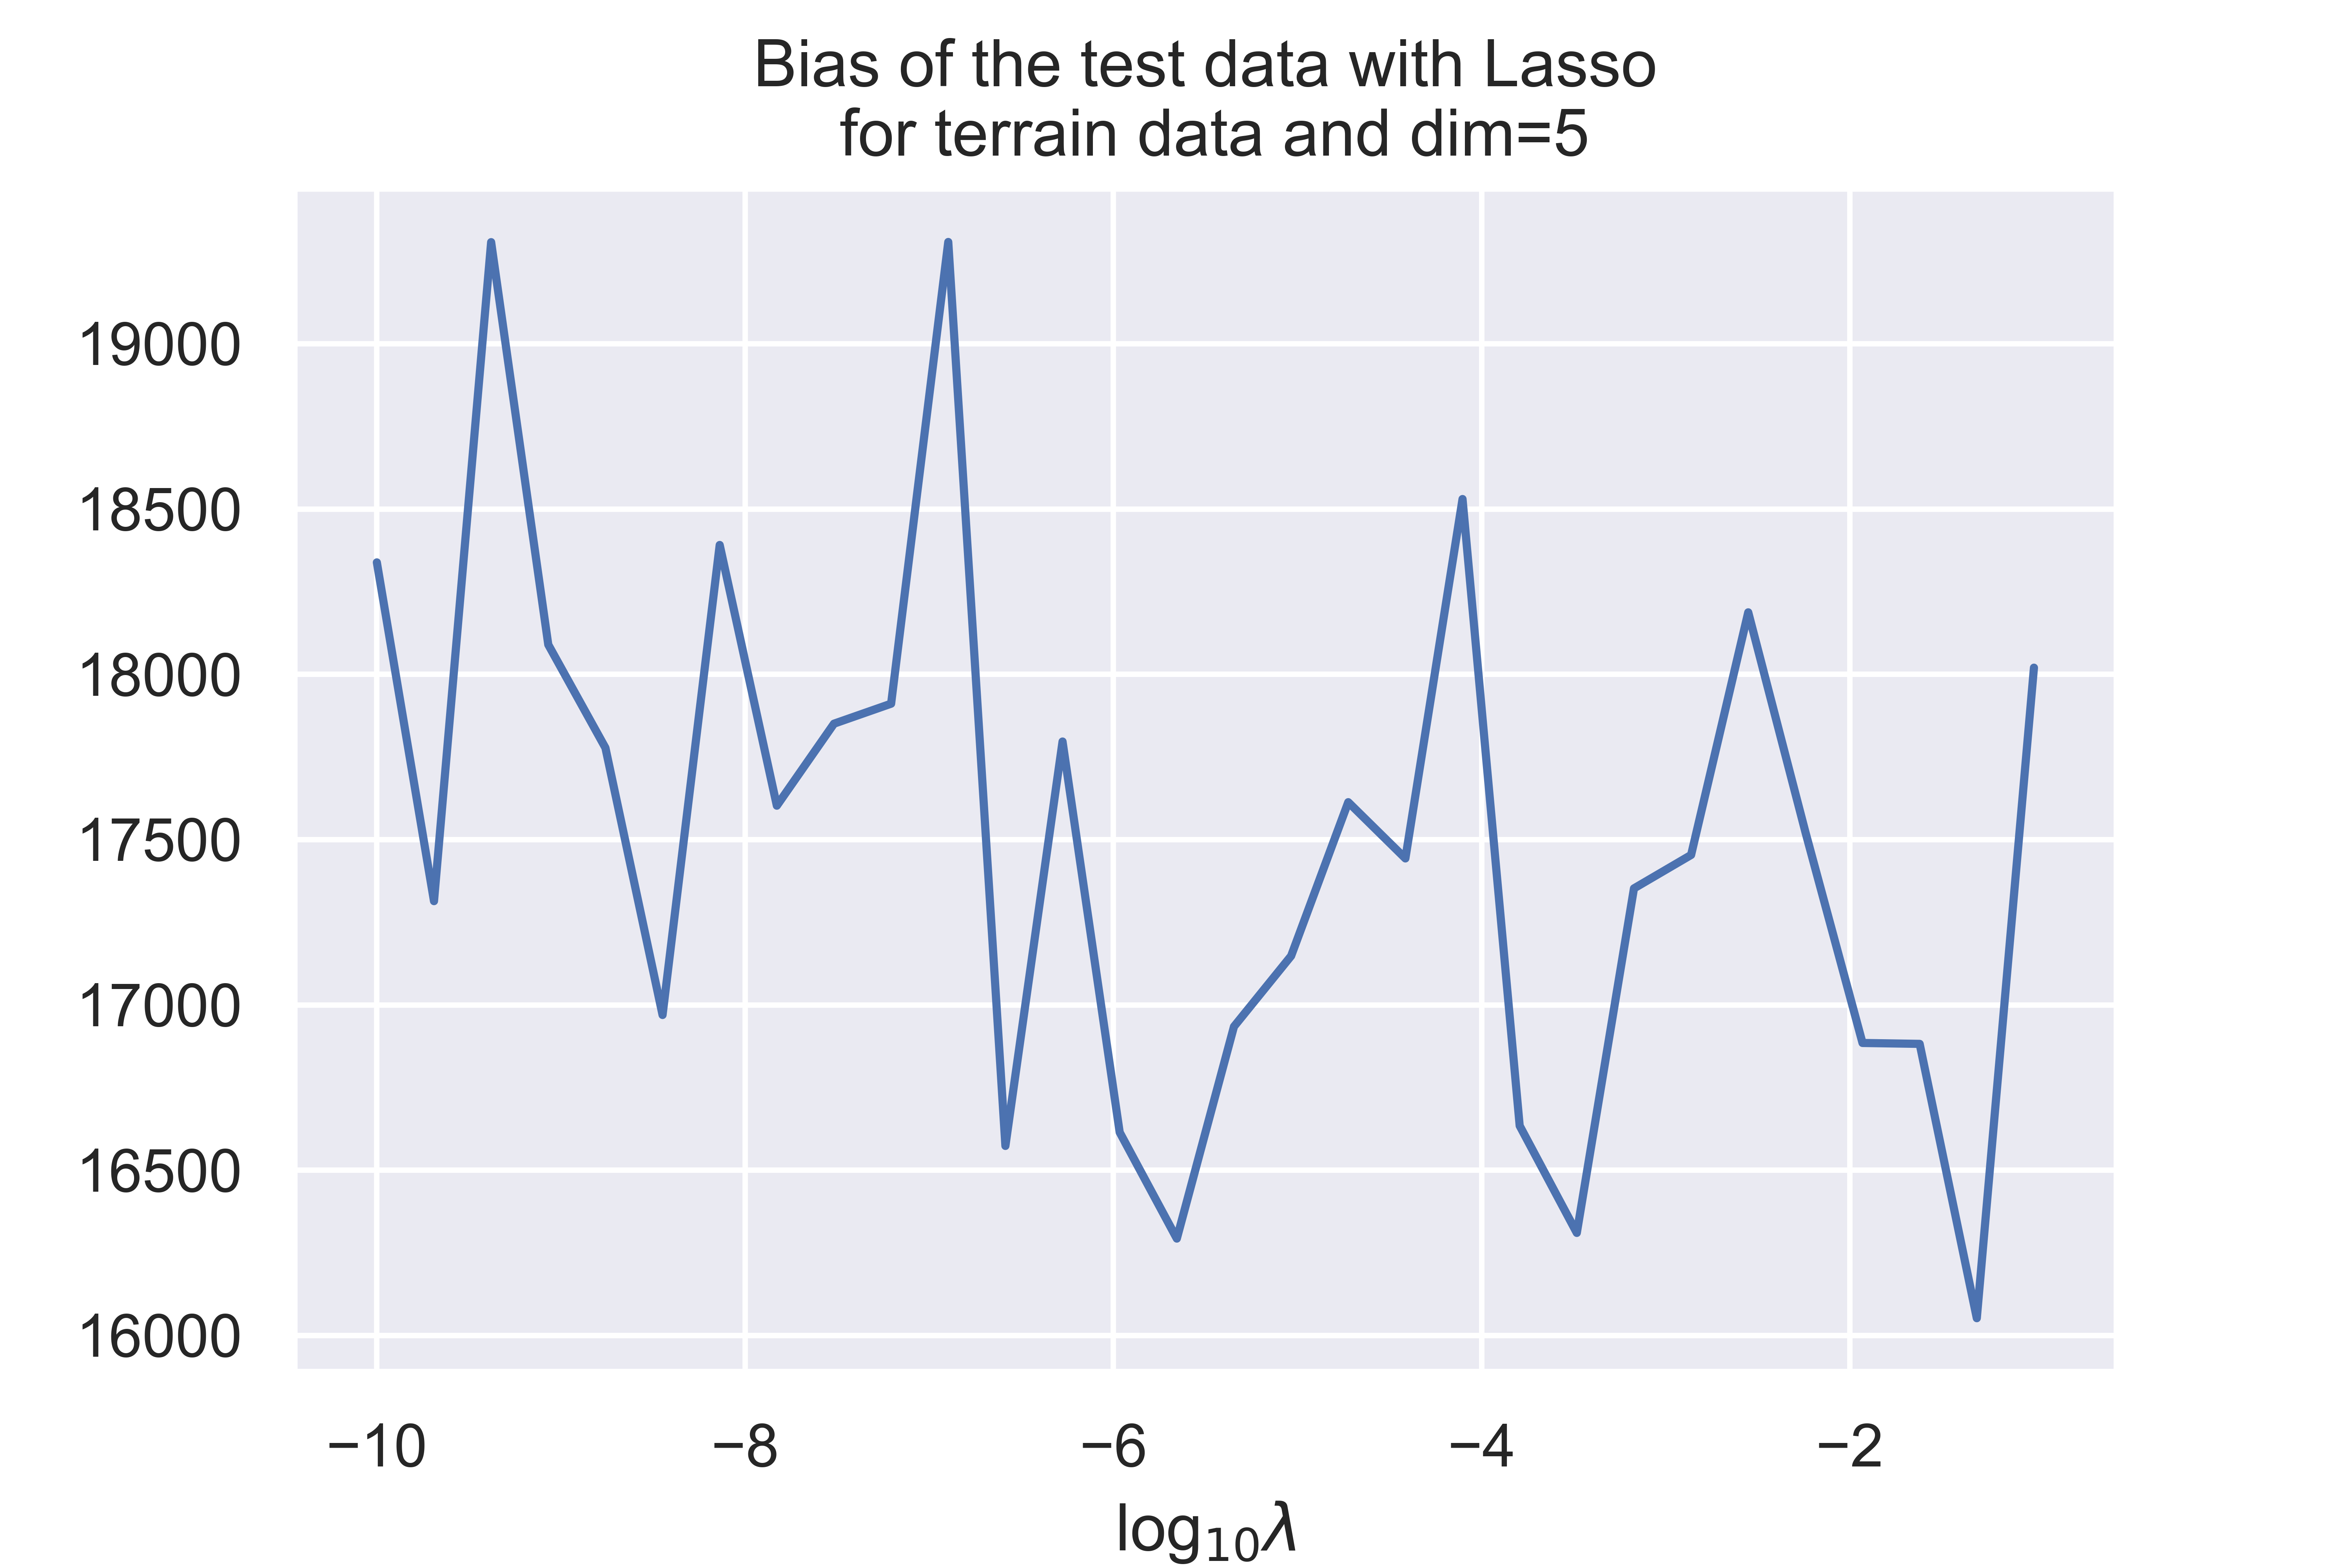 Bias of the test data with Lasso
for terrain data and dim=5
19000
18500
18000
17500
17000
16500
16000
−10 −8 −6 −4 −2
log₁₀λ